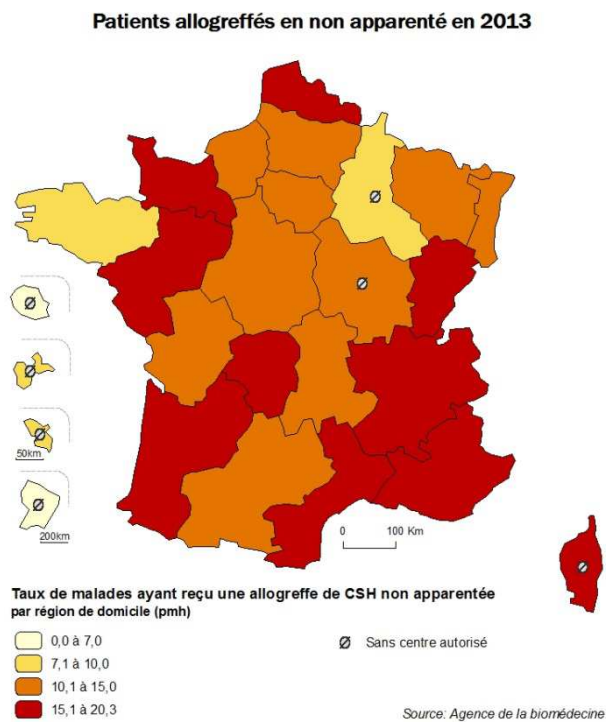 Patients allogreffés en non apparenté en 2013
50km
200km
0 100 Km
Taux de malades ayant reçu une allogreffe de CSH non apparentée
par région de domicile (pmh)
0,0 à 7,0
7,1 à 10,0
10,1 à 15,0
15,1 à 20,3
Sans centre autorisé
Source: Agence de la biomédecine